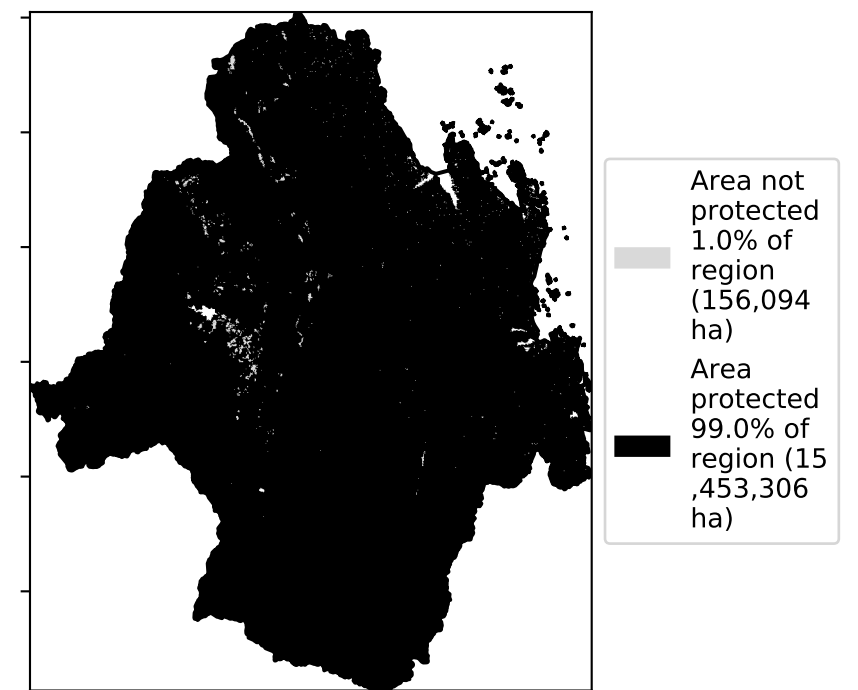 Area not
protected
1.0% of
region
(156,094
ha)
Area
protected
99.0% of
region (15
,453,306
ha)